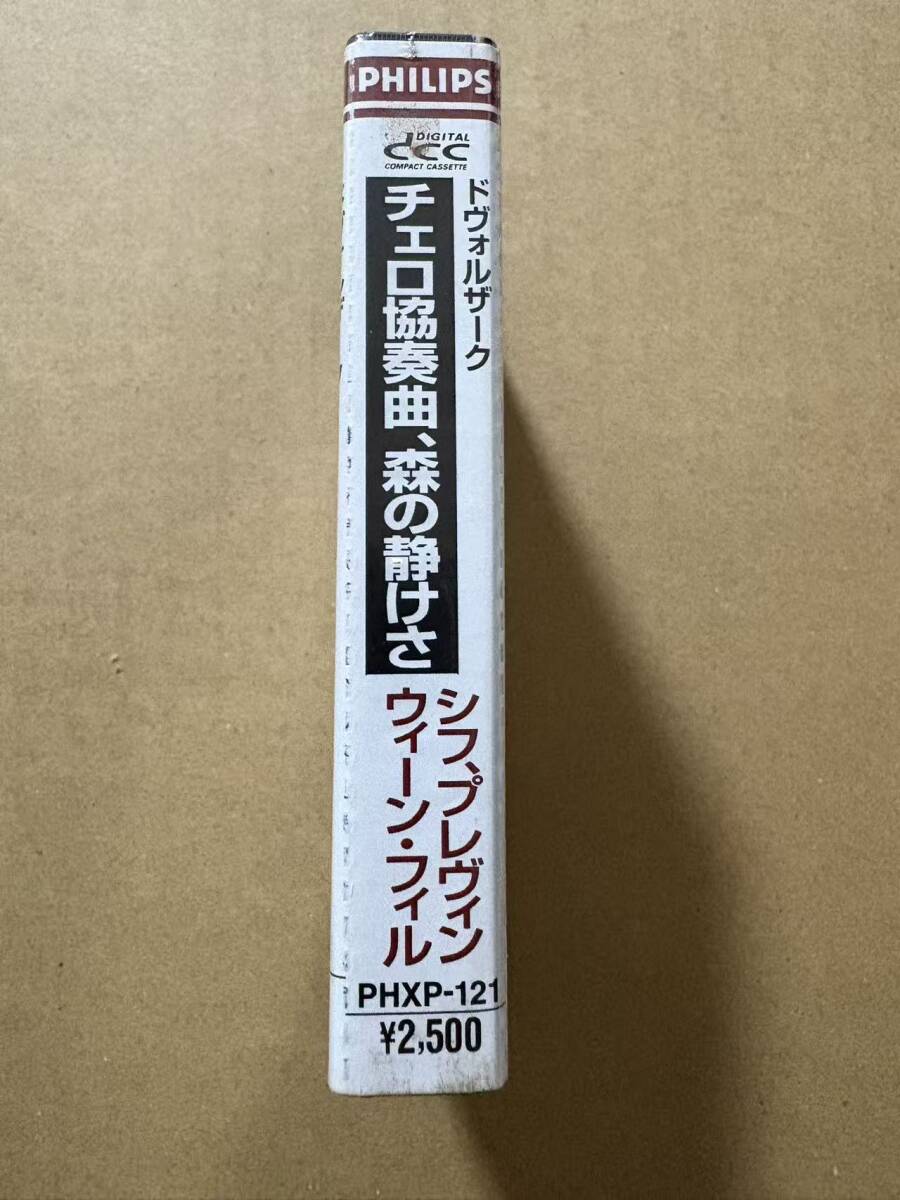 PHILIPS
DIGITAL
dcc
COMPACT CASSETTE
ドヴォルザーク
チェロ協奏曲、森の静けさ
シフ、プレヴィン
ウィーン・フィル
PHXP-121
¥2,500